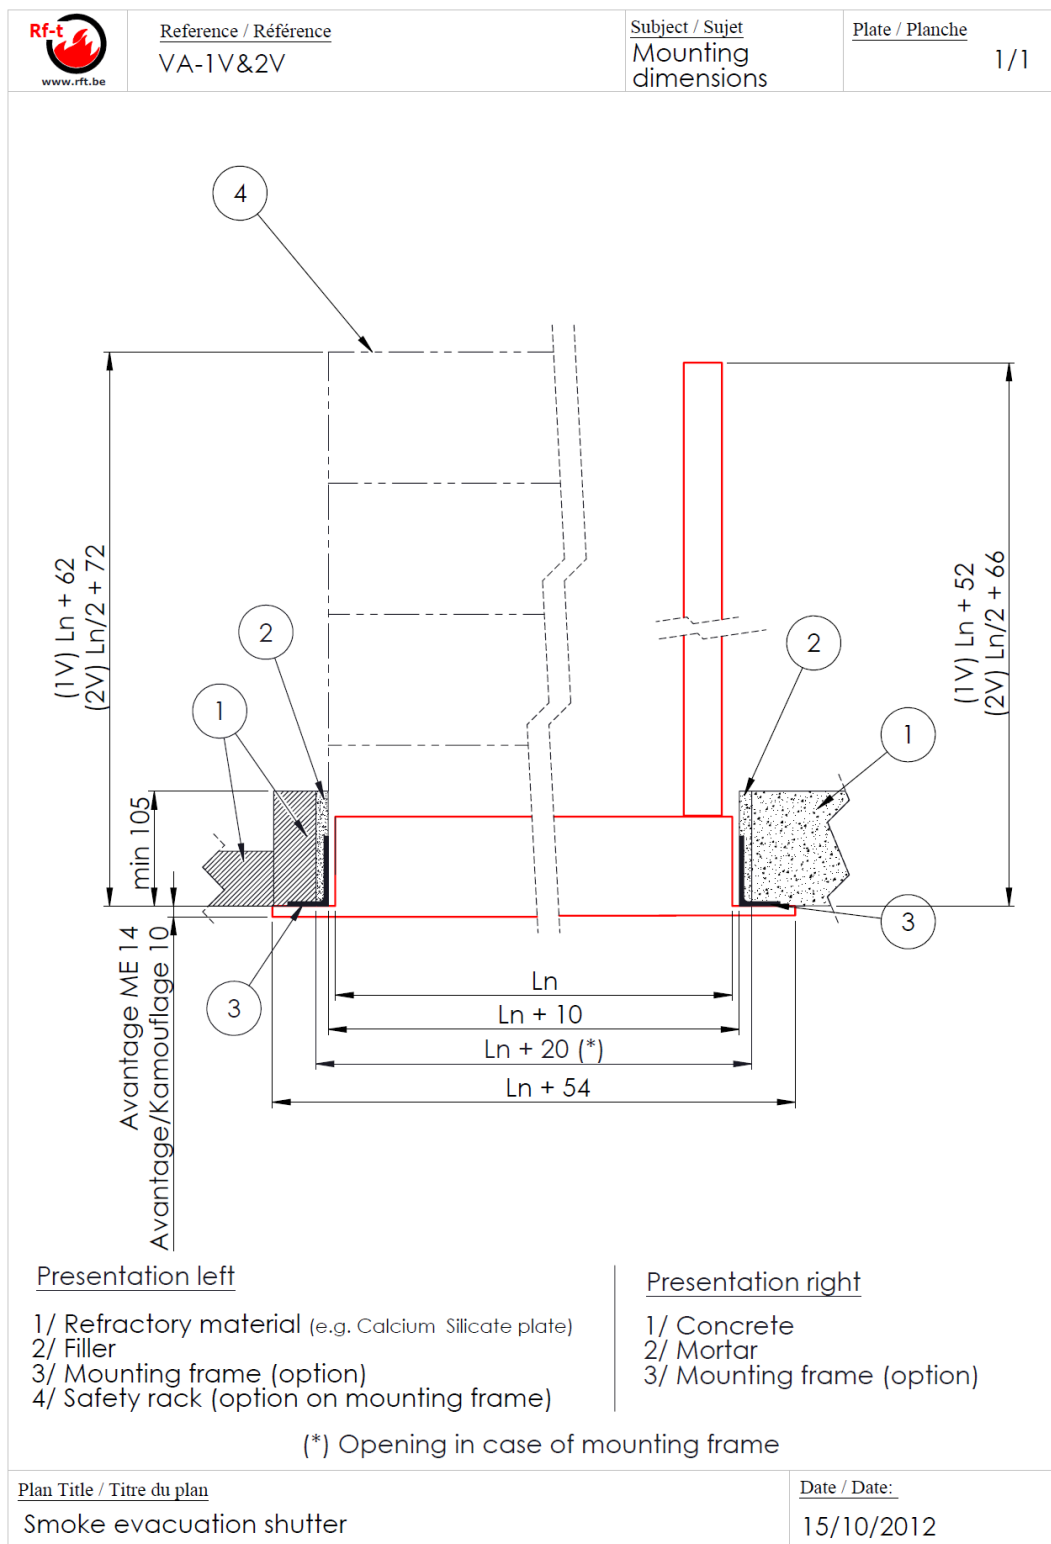 Rf-t
www.rft.be
Reference / Référence
VA-1V&2V
Subject / Sujet
Mounting
dimensions
Plate / Planche
1/1
4
(1V) Ln + 62
(2V) Ln/2 + 72
(1V) Ln + 52
(2V) Ln/2 + 66
2
2
1
1
min 105
3
3
Avantage ME 14
Avantage/Kamouflage 10
Ln
Ln + 10
Ln + 20 (*)
Ln + 54
Presentation left
1/ Refractory material (e.g. Calcium Silicate plate)
2/ Filler
3/ Mounting frame (option)
4/ Safety rack (option on mounting frame)
Presentation right
1/ Concrete
2/ Mortar
3/ Mounting frame (option)
(*) Opening in case of mounting frame
Plan Title / Titre du plan
Smoke evacuation shutter
Date / Date:
15/10/2012